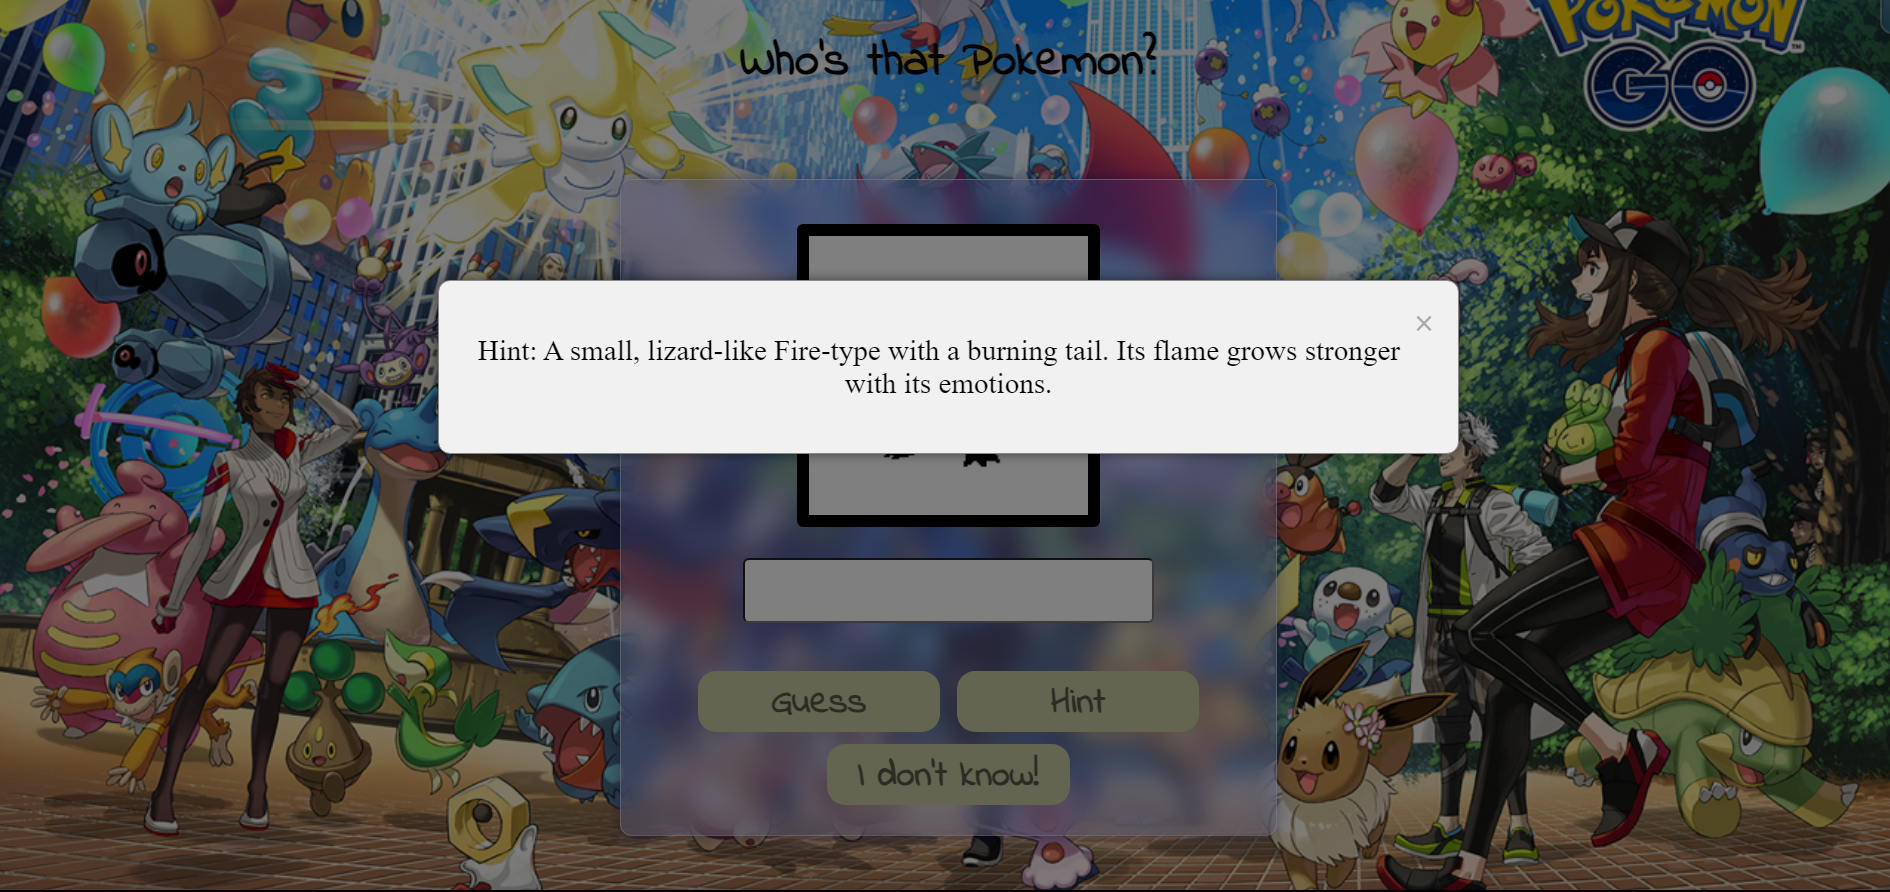 POKÉMON
GO
Who's that Pokemon?
Hint: A small, lizard-like Fire-type with a burning tail. Its flame grows stronger
with its emotions.
Guess
Hint
I don't know!